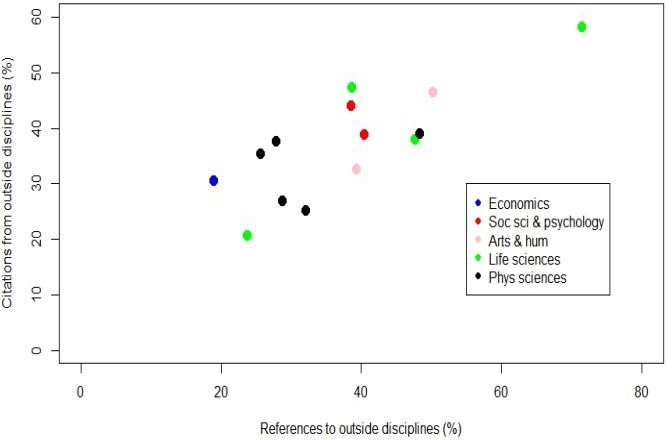 60
50
40
30
20
10
0
Citations from outside disciplines (%)
Economics
Soc sci & psychology
Arts & hum
Life sciences
Phys sciences
0 20 40 60 80
References to outside disciplines (%)